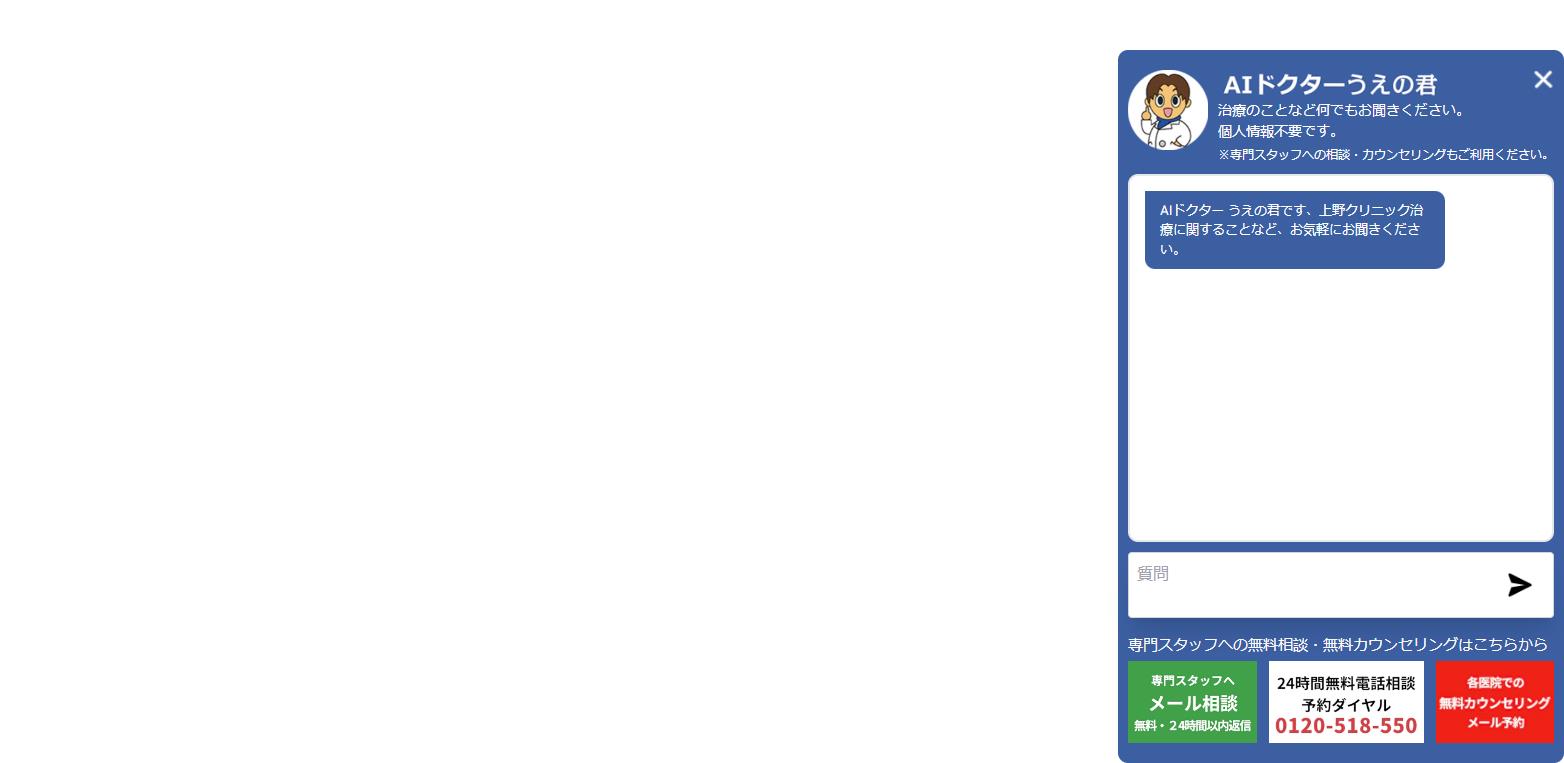 AIドクターうえの君
治療のことなど何でもお聞きください。
個人情報不要です。
※専門スタッフへの相談・カウンセリングもご利用ください。
AIドクター うえの君です、上野クリニック治
療に関することなど、お気軽にお聞きくださ
い。
質問
専門スタッフへの無料相談・無料カウンセリングはこちらから
専門スタッフへ
メール相談
無料・24時間以内返信
24時間無料電話相談
予約ダイヤル
0120-518-550
各医院での
無料カウンセリング
メール予約